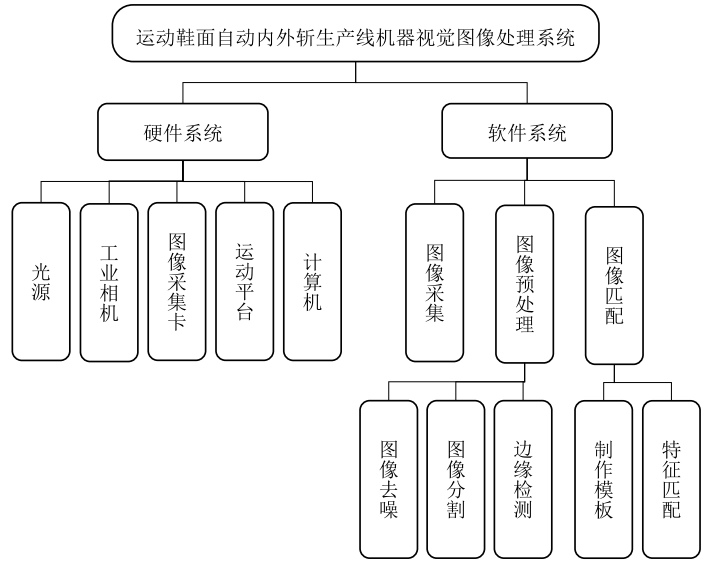 运动鞋面自动内外斩生产线机器视觉图像处理系统
硬件系统
软件系统
光源
工业相机
图像采集卡
运动平台
计算机
图像采集
图像预处理
图像匹配
图像去噪
图像分割
边缘检测
制作模板
特征匹配